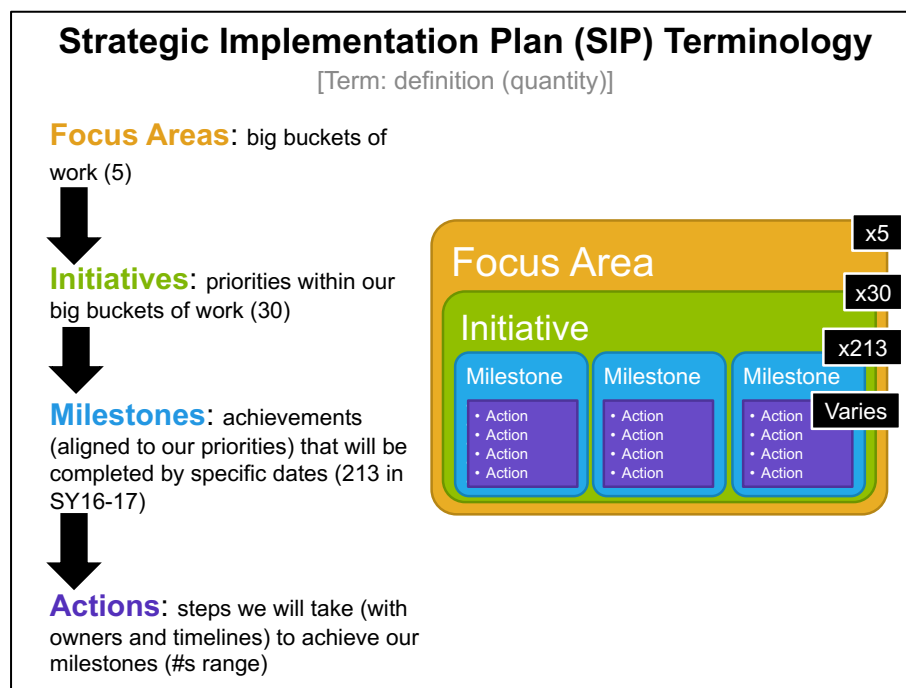 Strategic Implementation Plan (SIP) Terminology
[Term: definition (quantity)]
Focus Areas: big buckets of
work (5)
Initiatives: priorities within our
big buckets of work (30)
Milestones: achievements
(aligned to our priorities) that will be
completed by specific dates (213 in
SY16-17)
Actions: steps we will take (with
owners and timelines) to achieve our
milestones (#s range)
x5
Focus Area
x30
Initiative
x213
Milestone
Milestone
Milestone
Varies
• Action
• Action
• Action
• Action
• Action
• Action
• Action
• Action
• Action
• Action
• Action
• Action